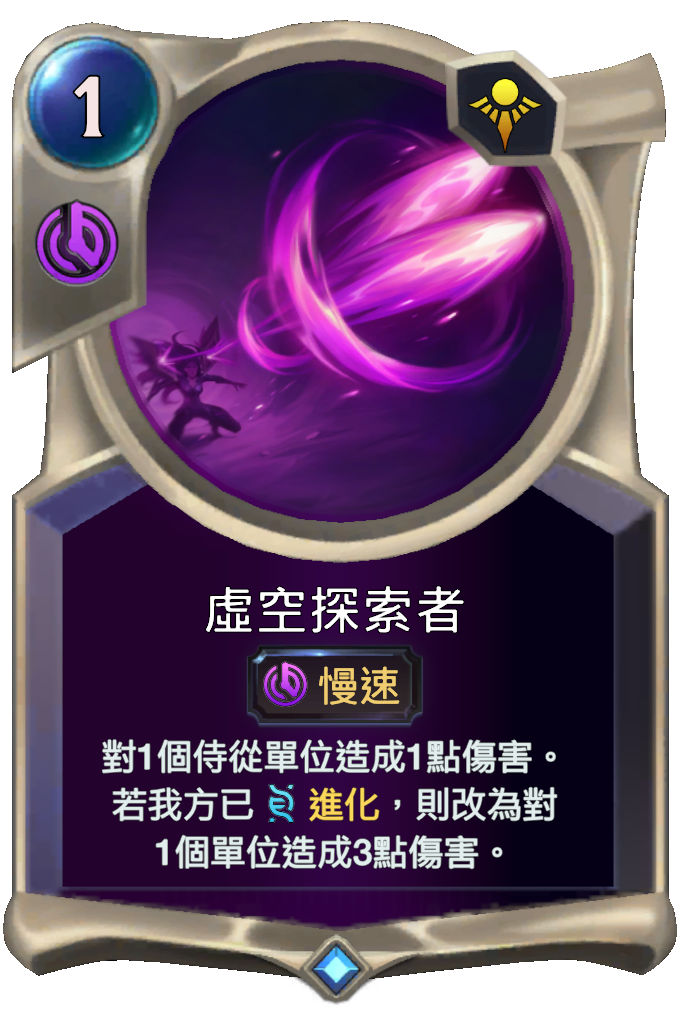 1
虛空探索者
慢速
對1個侍從單位造成1點傷害。
若我方已 進化，則改為對
1個單位造成3點傷害。